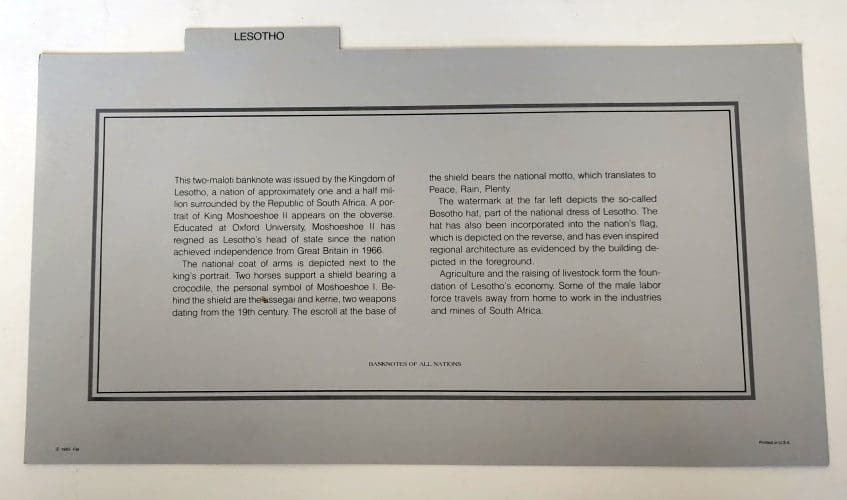 LESOTHO
This two-maloti banknote was issued by the Kingdom of
Lesotho, a nation of approximately one and a half mil-
lion surrounded by the Republic of South Africa. A por-
trait of King Moshoeshoe II appears on the obverse.
Educated at Oxford University, Moshoeshoe II has
reigned as Lesotho's head of state since the nation
achieved independence from Great Britain in 1966.
The national coat of arms is depicted next to the
king's portrait. Two horses support a shield bearing a
crocodile, the personal symbol of Moshoeshoe I. Be-
hind the shield are the assegai and kerrie, two weapons
dating from the 19th century. The escroll at the base of
the shield bears the national motto, which translates to
Peace, Rain, Plenty.
The watermark at the far left depicts the so-called
Bosotho hat, part of the national dress of Lesotho. The
hat has also been incorporated into the nation's flag,
which is depicted on the reverse, and has even inspired
regional architecture as evidenced by the building de-
picted in the foreground.
Agriculture and the raising of livestock form the foun-
dation of Lesotho's economy. Some of the male labor
force travels away from home to work in the industries
and mines of South Africa.
BANKNOTES OF ALL NATIONS
Printed in U.S.A.